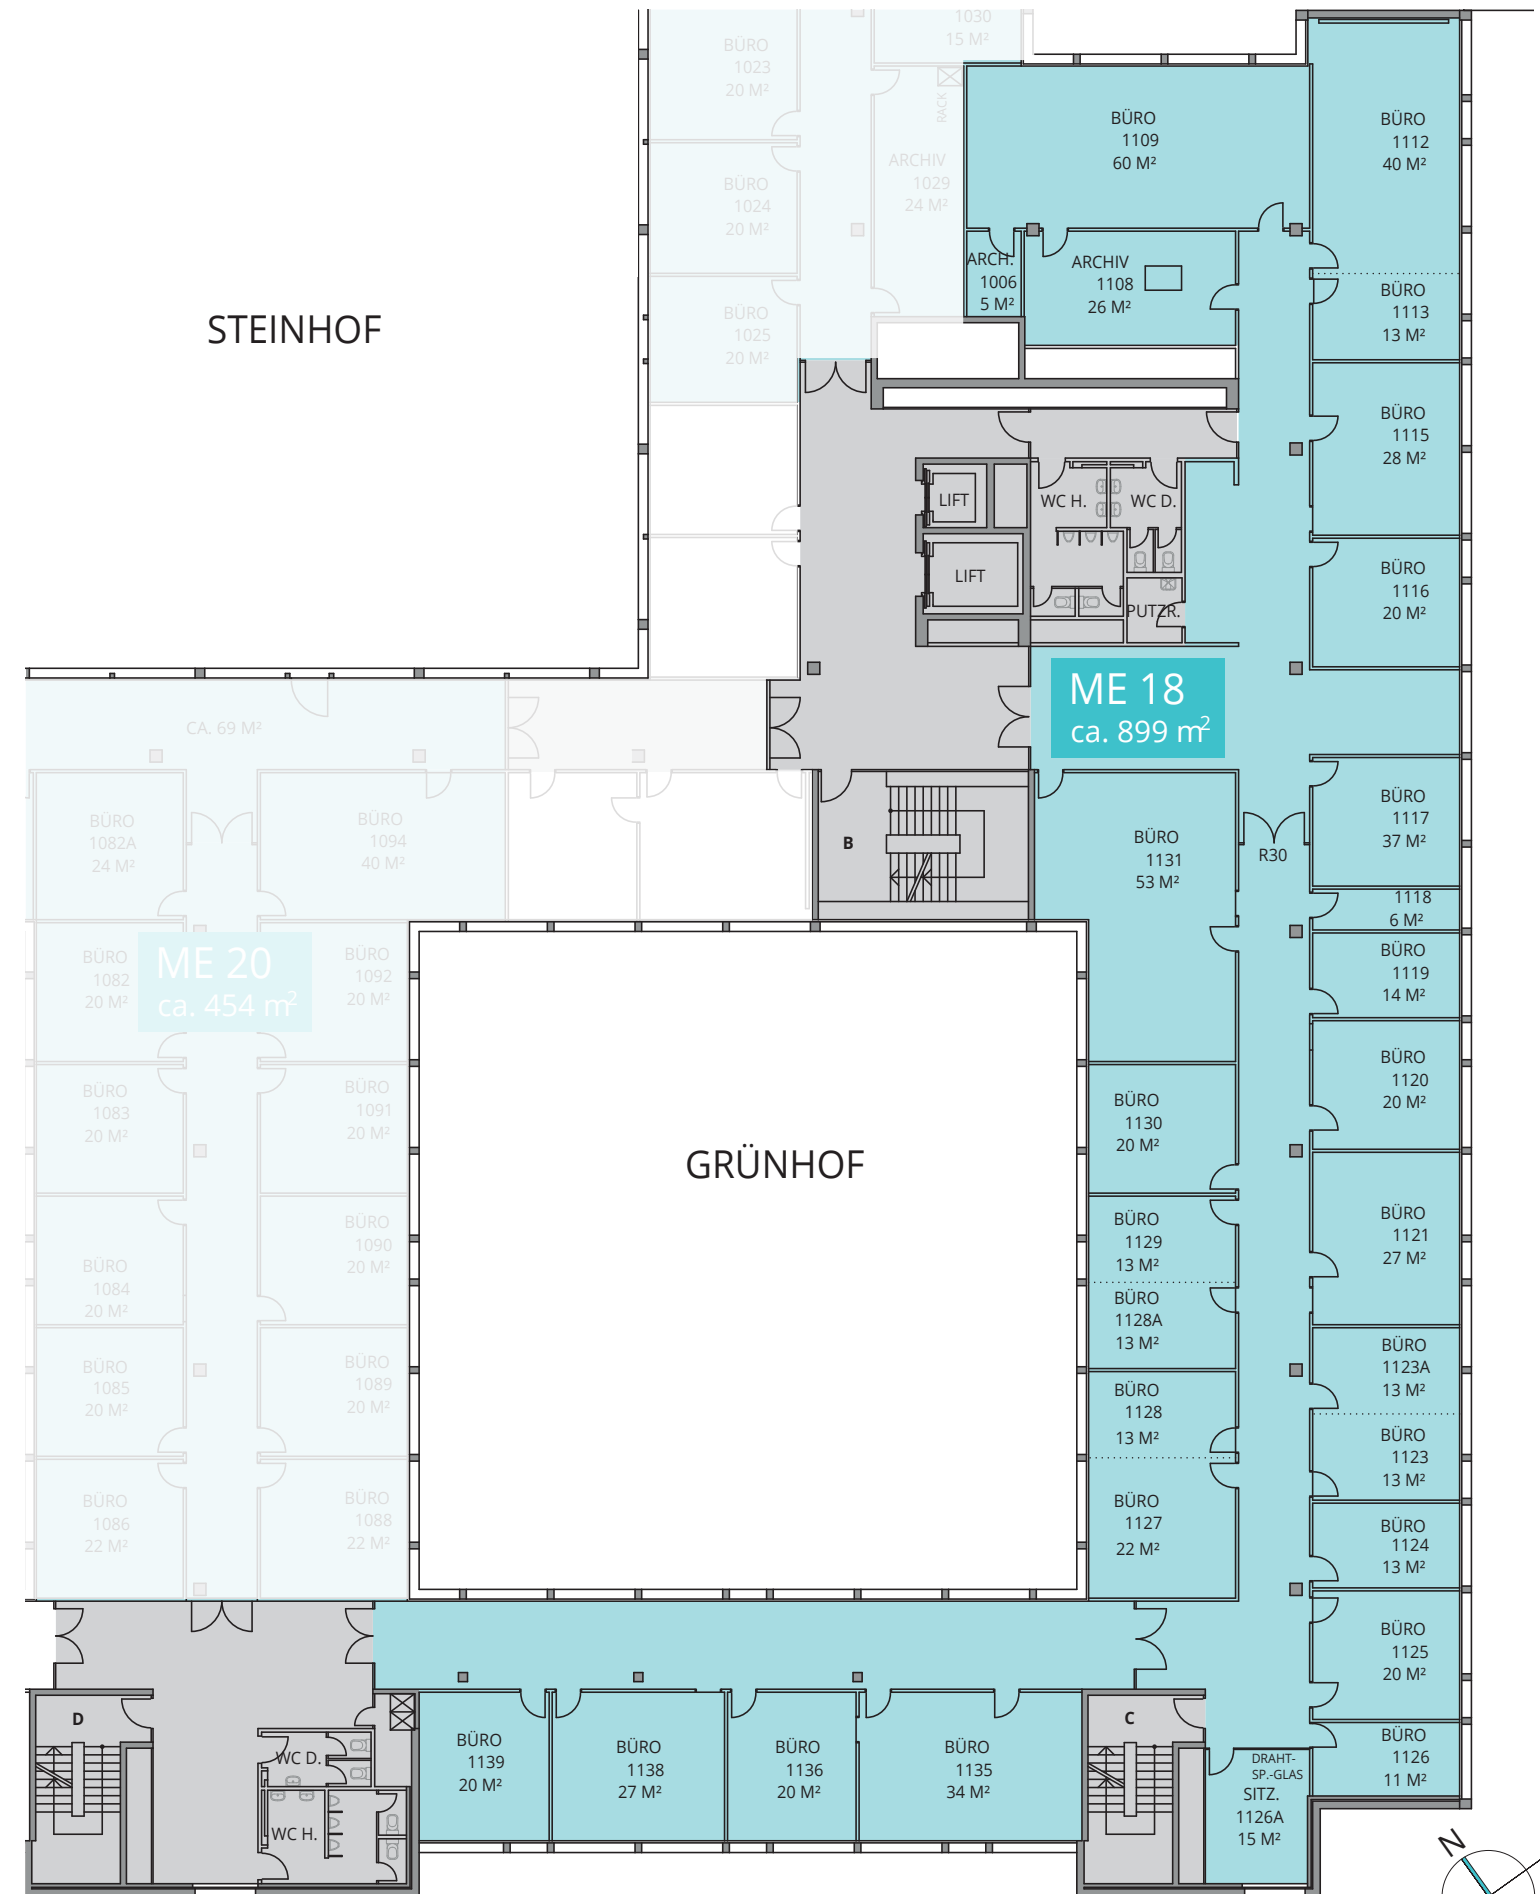 1030
15 M²
BÜRO
1023
20 M²
RACK
BÜRO
1109
60 M²
BÜRO
1112
40 M²
ARCHIV
1029
24 M²
BÜRO
1024
20 M²
ARCH.
1006
5 M²
ARCHIV
1108
26 M²
BÜRO
1113
13 M²
STEINHOF
BÜRO
1025
20 M²
BÜRO
1115
28 M²
LIFT
WC H.
WC D.
LIFT
PUTZR.
BÜRO
1116
20 M²
ME 18
ca. 899 m²
CA. 69 M²
BÜRO
1082A
24 M²
BÜRO
1094
40 M²
B
BÜRO
1131
53 M²
R30
BÜRO
1117
37 M²
1118
6 M²
BÜRO
1082
20 M²
ME 20
ca. 454 m²
BÜRO
1092
20 M²
BÜRO
1119
14 M²
BÜRO
1083
20 M²
BÜRO
1091
20 M²
GRÜNHOF
BÜRO
1130
20 M²
BÜRO
1120
20 M²
BÜRO
1084
20 M²
BÜRO
1090
20 M²
BÜRO
1129
13 M²
BÜRO
1121
27 M²
BÜRO
1128A
13 M²
BÜRO
1085
20 M²
BÜRO
1089
20 M²
BÜRO
1128
13 M²
BÜRO
1123A
13 M²
BÜRO
1123
13 M²
BÜRO
1086
22 M²
BÜRO
1088
22 M²
BÜRO
1127
22 M²
BÜRO
1124
13 M²
BÜRO
1125
20 M²
D
WC D.
WC H.
BÜRO
1139
20 M²
BÜRO
1138
27 M²
BÜRO
1136
20 M²
BÜRO
1135
34 M²
C
DRAHT-
SP.-GLAS
SITZ.
1126A
15 M²
BÜRO
1126
11 M²
N